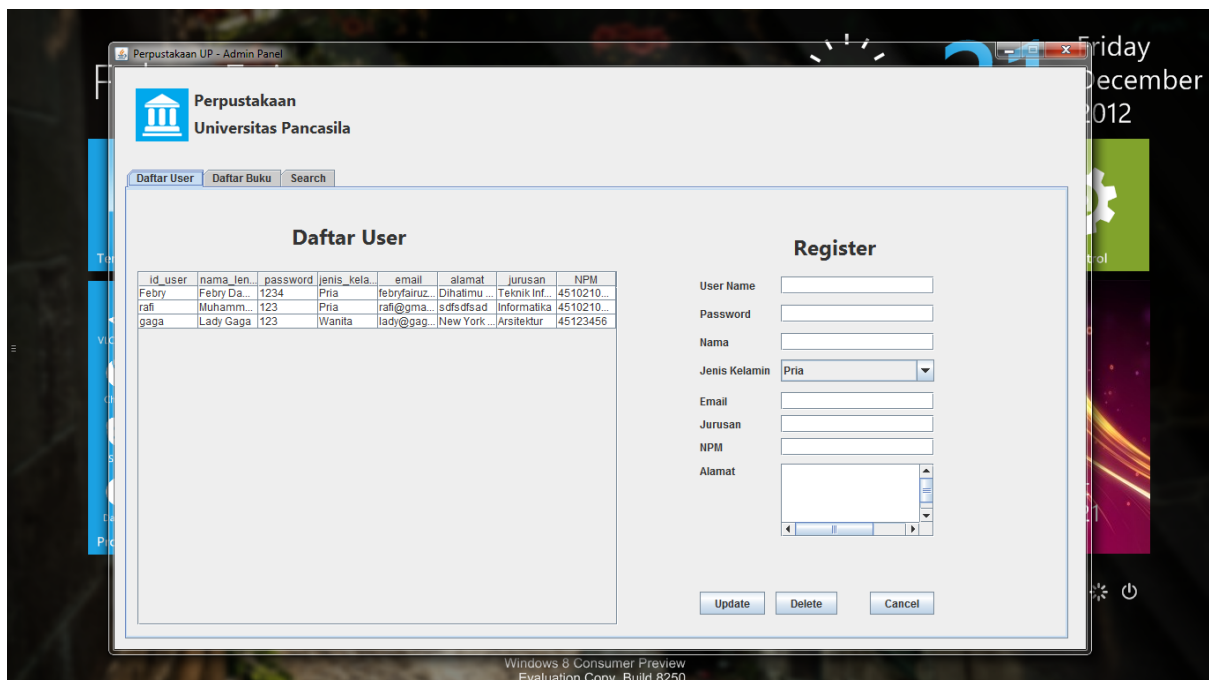 Perpustakaan UP - Admin Panel
Friday
December
2012
Perpustakaan
Universitas Pancasila
Daftar User Daftar Buku Search
Daftar User
id_user nama_len... password jenis_kela... email alamat jurusan NPM
Febry Febry Da... 1234 Pria febryfairuz... Dihatimu ... Teknik Inf... 4510210...
rafi Muhamm... 123 Pria rafi@gma... sdfsdfsad Informatika 4510210...
gaga Lady Gaga 123 Wanita lady@gag... New York ... Arsitektur 45123456
Register
User Name
Password
Nama
Jenis Kelamin Pria
Email
Jurusan
NPM
Alamat
Update Delete Cancel
Windows 8 Consumer Preview
Evaluation Copy. Build 8250